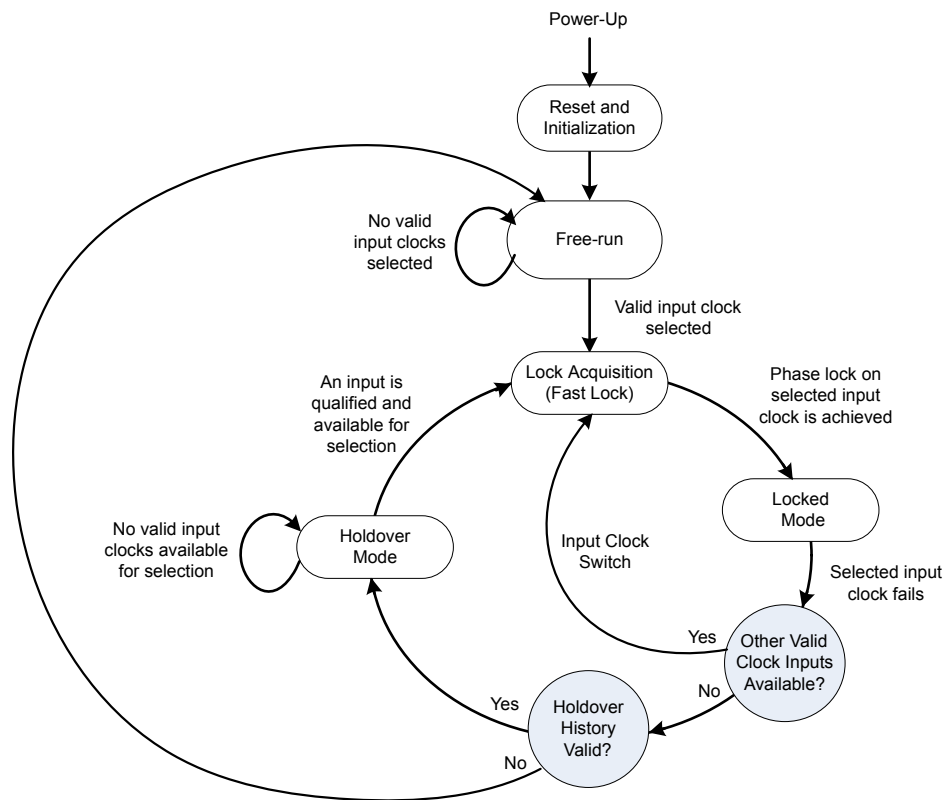 Power-Up
Reset and
Initialization
No valid
input clocks
selected
Free-run
Valid input clock
selected
An input is
qualified and
available for
selection
Lock Acquisition
(Fast Lock)
Phase lock on
selected input
clock is achieved
Locked
Mode
No valid input
clocks available
for selection
Holdover
Mode
Input Clock
Switch
Selected input
clock fails
Yes
Other Valid
Clock Inputs
Available?
No
Yes
Holdover
History
Valid?
No